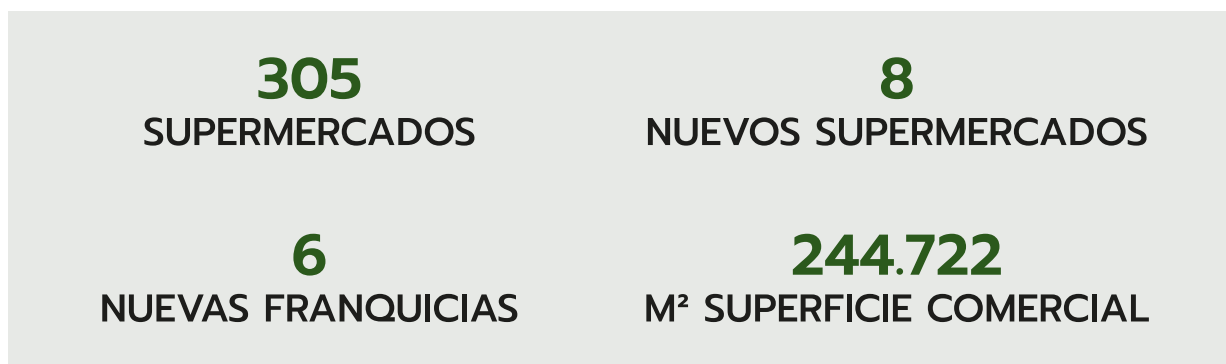 305
SUPERMERCADOS
8
NUEVOS SUPERMERCADOS
6
NUEVAS FRANQUICIAS
244.722
M² SUPERFICIE COMERCIAL